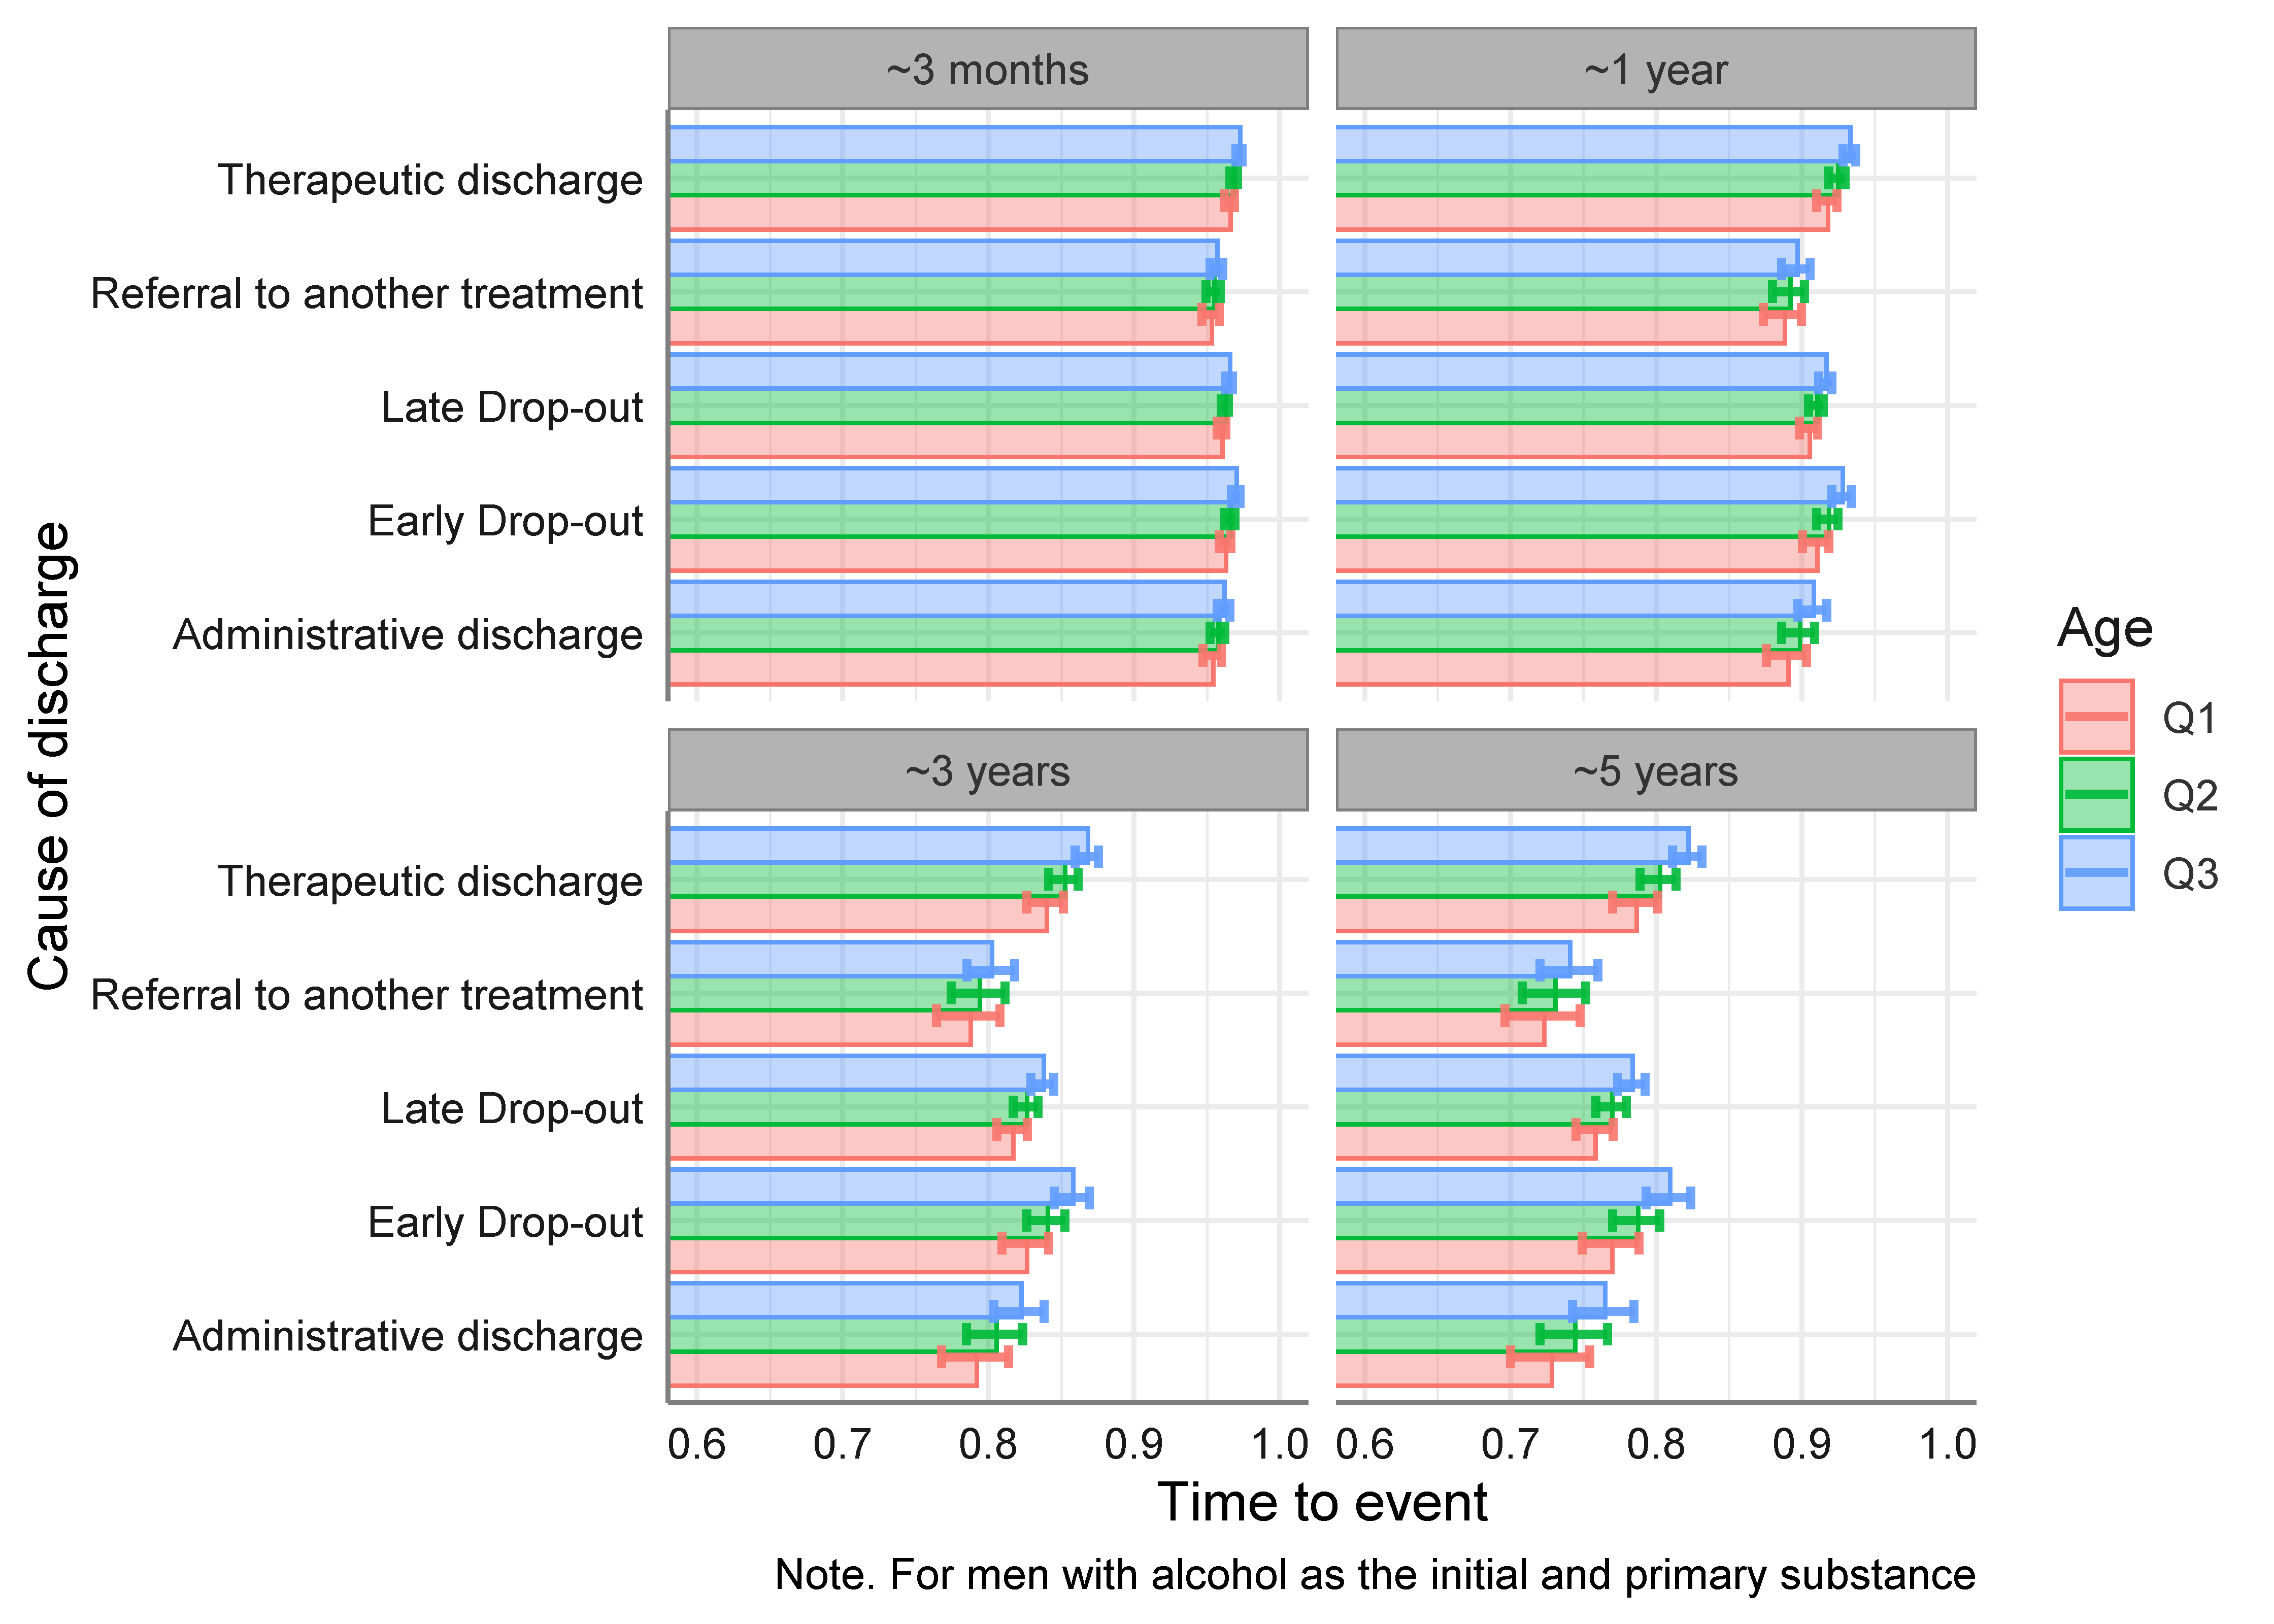 ~3 months
~1 year
Therapeutic discharge
Referral to another treatment
Late Drop-out
Early Drop-out
Administrative discharge
~3 years
~5 years
Therapeutic discharge
Referral to another treatment
Late Drop-out
Early Drop-out
Administrative discharge
Cause of discharge
0.6 0.7 0.8 0.9 1.0 0.6 0.7 0.8 0.9 1.0
Time to event
Note. For men with alcohol as the initial and primary substance
Age
Q1
Q2
Q3